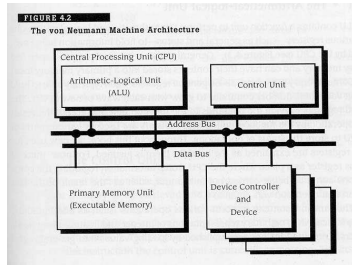 FIGURE 4.2
The von Neumann Machine Architecture
Central Processing Unit (CPU)
Arithmetic-Logical Unit
(ALU)
Control Unit
Address Bus
Data Bus
Primary Memory Unit
(Executable Memory)
Device Controller
and
Device